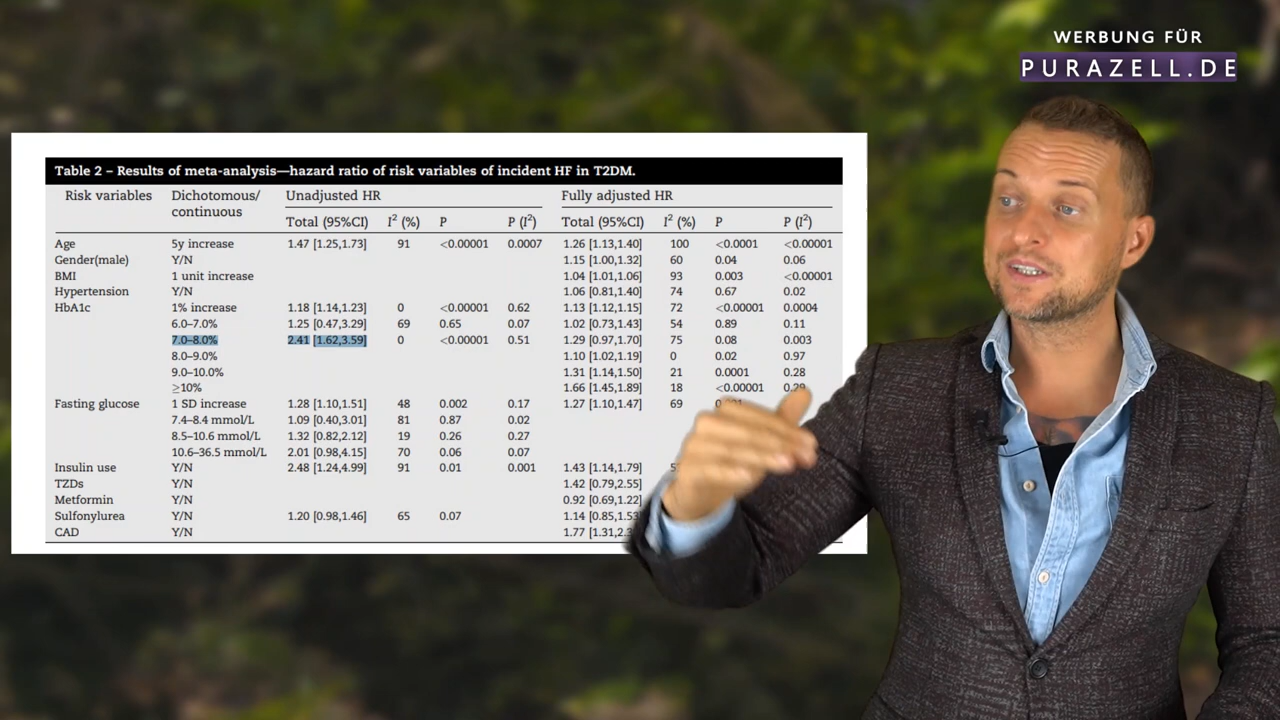 WERBUNG FÜR
PURAZELL.DE
Table 2 – Results of meta-analysis—hazard ratio of risk variables of incident HF in T2DM.
Risk variables Dichotomous/ Unadjusted HR Fully adjusted HR
continuous
Total (95%CI) I² (%) P P (I²) Total (95%CI) I² (%) P P (I²)
Age 5y increase 1.47 [1.25,1.73] 91 <0.00001 0.0007 1.26 [1.13,1.40] 100 <0.0001 <0.00001
Gender(male) Y/N 1.15 [1.00,1.32] 60 0.04 0.06
BMI 1 unit increase 1.04 [1.01,1.06] 93 0.003 <0.00001
Hypertension Y/N 1.06 [0.81,1.40] 74 0.67 0.02
HbA1c 1% increase 1.18 [1.14,1.23] 0 <0.00001 0.62 1.13 [1.12,1.15] 72 <0.00001 0.0004
6.0–7.0% 1.25 [0.47,3.29] 69 0.65 0.07 1.02 [0.73,1.43] 54 0.89 0.11
7.0–8.0% 2.41 [1.62,3.59] 0 <0.00001 0.51 1.29 [0.97,1.70] 75 0.08 0.003
8.0–9.0% 1.10 [1.02,1.19] 0 0.02 0.97
9.0–10.0% 1.31 [1.14,1.50] 21 0.0001 0.28
≥10% 1.66 [1.45,1.89] 18 <0.00001
Fasting glucose 1 SD increase 1.28 [1.10,1.51] 48 0.002 0.17 1.27 [1.10,1.47] 69
7.4–8.4 mmol/L 1.09 [0.40,3.01] 81 0.87 0.02
8.5–10.6 mmol/L 1.32 [0.82,2.12] 19 0.26 0.27
10.6–36.5 mmol/L 2.01 [0.98,4.15] 70 0.06 0.07
Insulin use Y/N 2.48 [1.24,4.99] 91 0.01 0.001 1.43 [1.14,1.79]
TZDs Y/N 1.42 [0.79,2.55]
Metformin Y/N 0.92 [0.69,1.22]
Sulfonylurea Y/N 1.20 [0.98,1.46] 65 0.07 1.14 [0.85,1.53
CAD Y/N 1.77 [1.31,2.